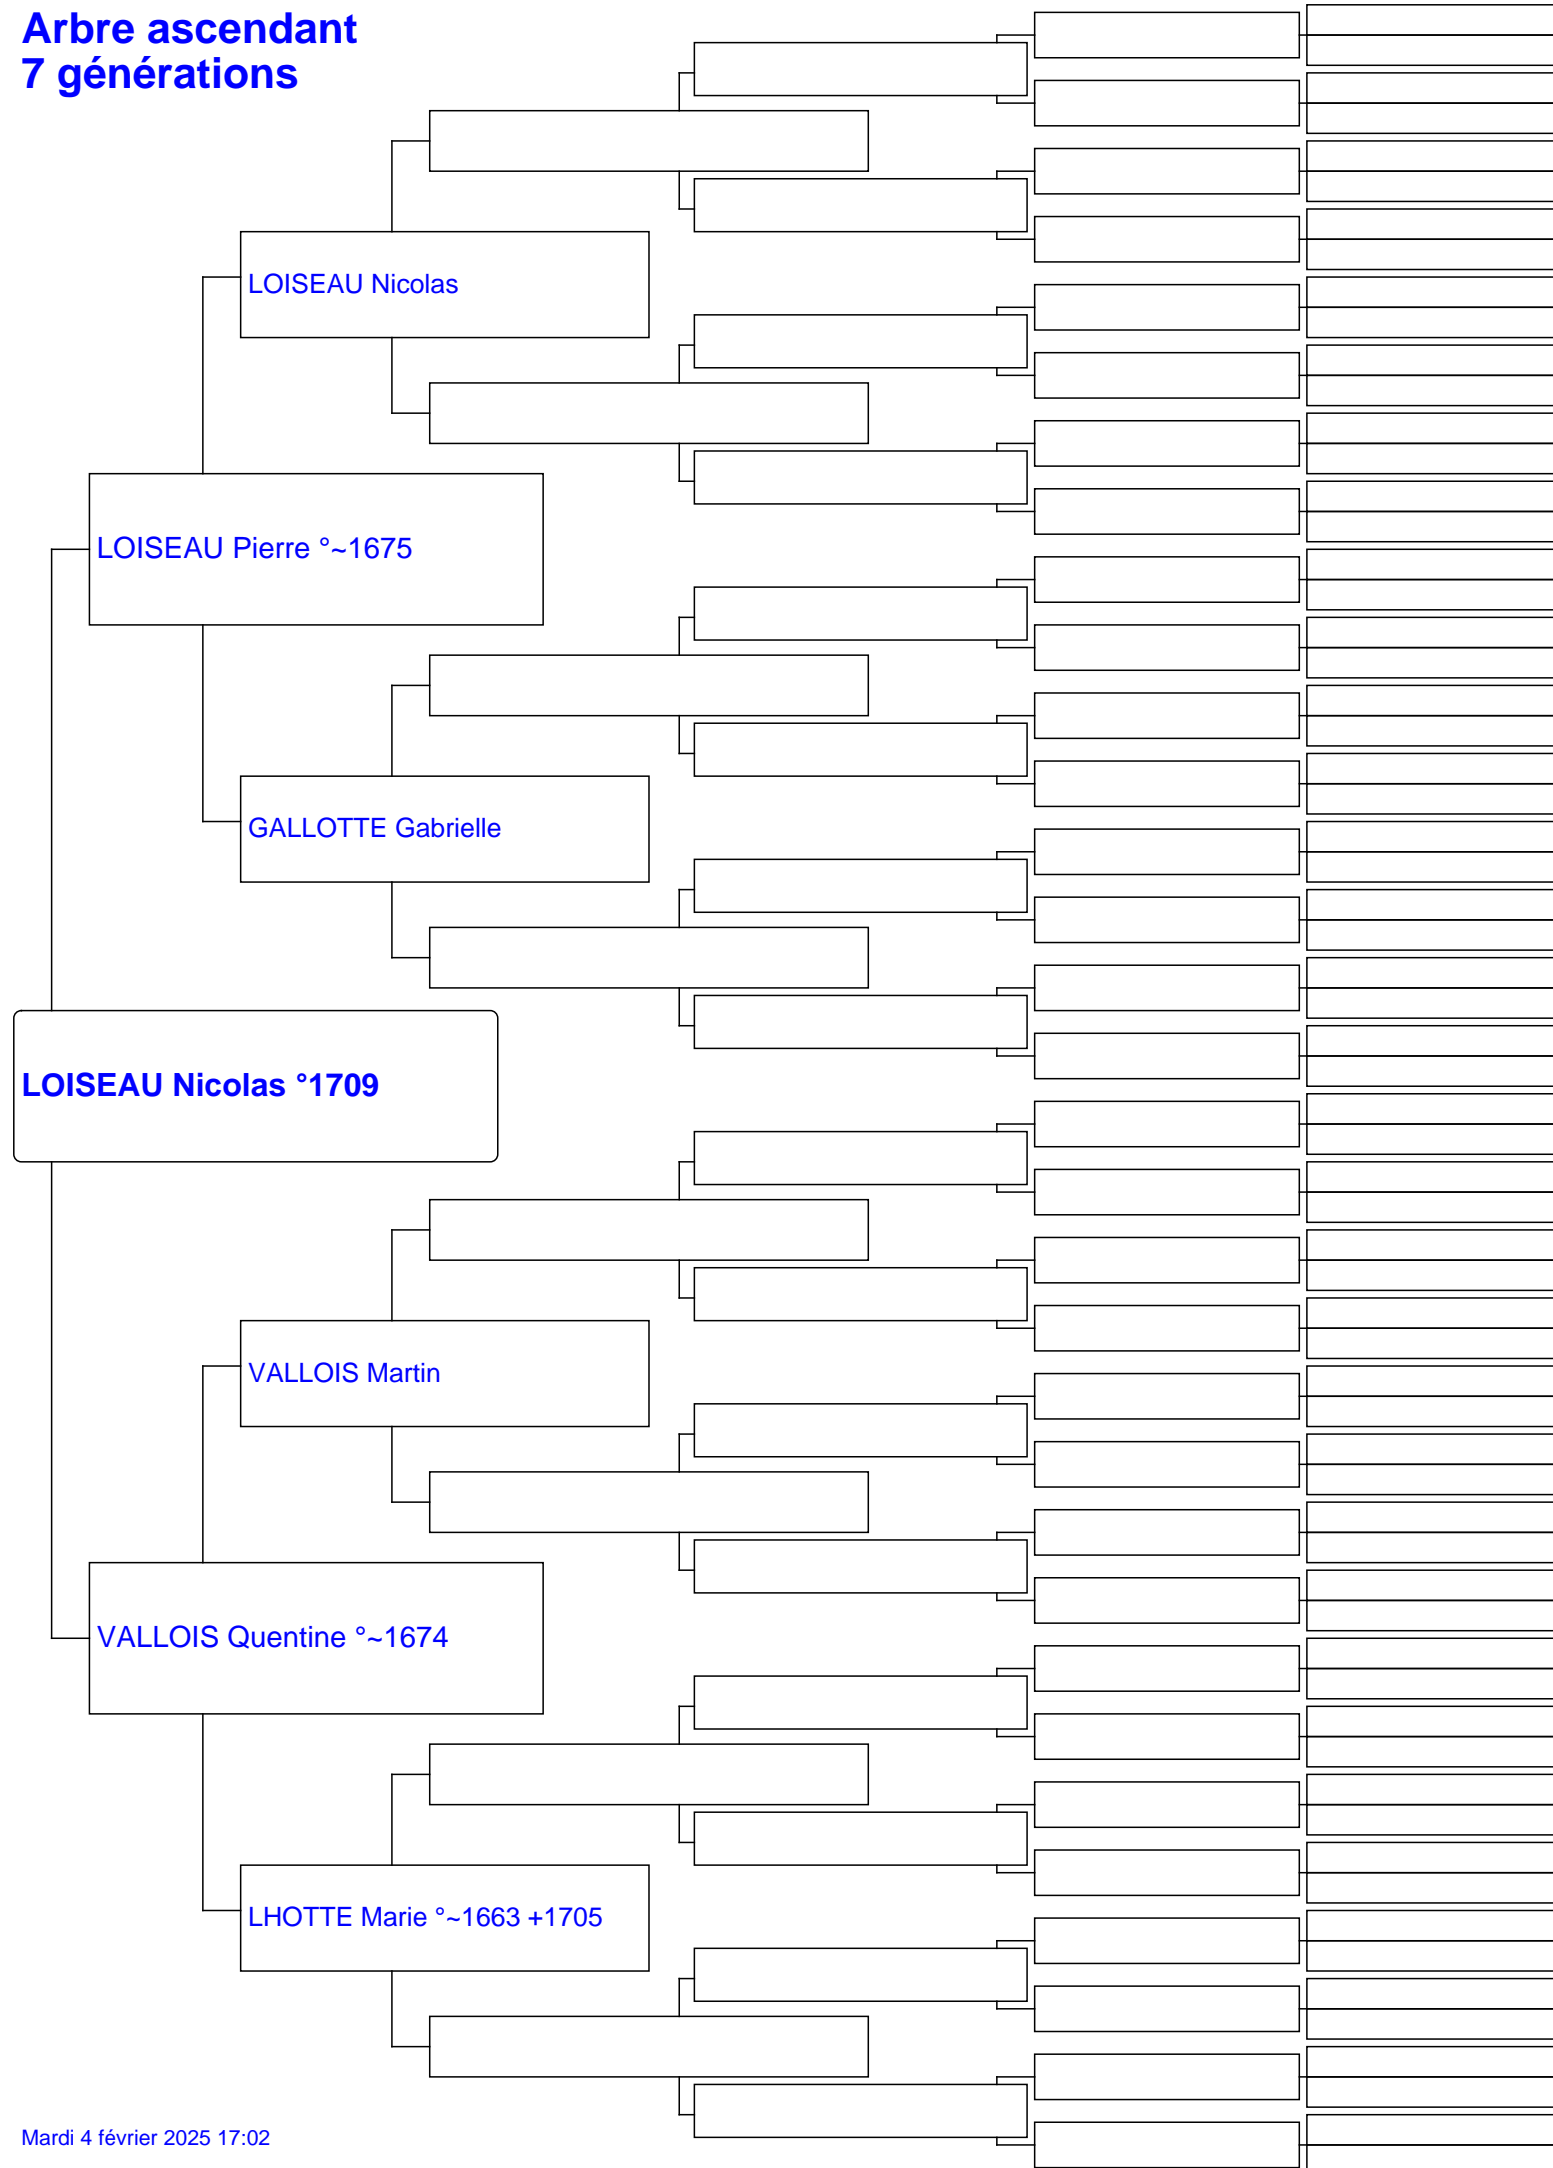 Arbre ascendant
7 générations
LOISEAU Nicolas
LOISEAU Pierre °~1675
GALLOTTE Gabrielle
LOISEAU Nicolas °1709
VALLOIS Martin
VALLOIS Quentine °~1674
LHOTTE Marie °~1663 +1705
Mardi 4 février 2025 17:02